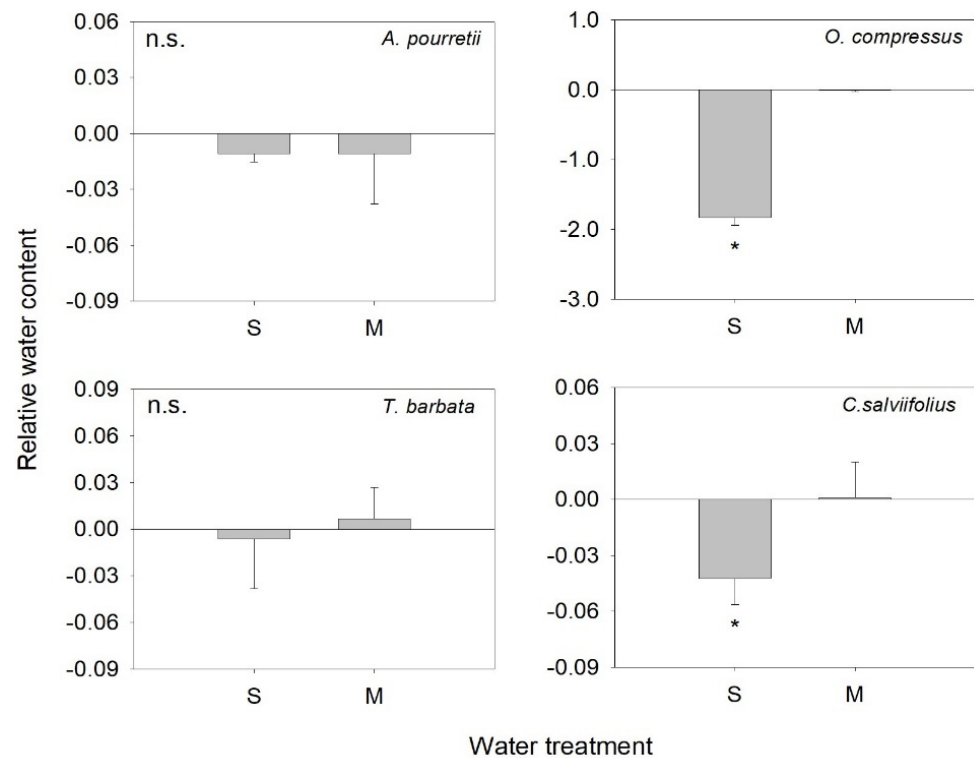 Relative water content
n.s.
A. pourretii
0.06
0.03
0.00
-0.03
-0.06
-0.09
S M
O. compressus
1.0
0.0
-1.0
-2.0
-3.0
*
S M
n.s.
T. barbata
0.09
0.06
0.03
0.00
-0.03
-0.06
-0.09
S M
C.salviifolius
0.06
0.03
0.00
-0.03
-0.06
-0.09
*
S M
Water treatment